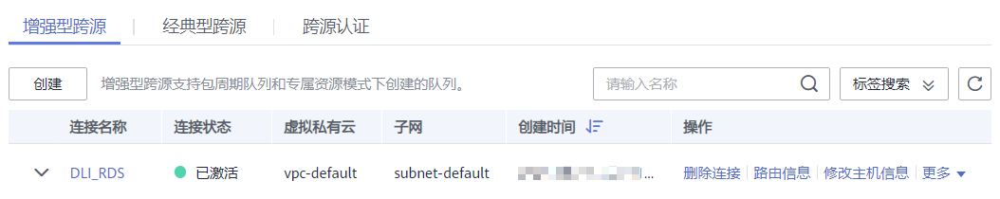 增强型跨源 经典型跨源 跨源认证
创建 增强型跨源支持包周期队列和专属资源模式下创建的队列。 请输入名称 标签搜索
连接名称 连接状态 虚拟私有云 子网 创建时间 操作
DLI_RDS 已激活 vpc-default subnet-default ... 删除连接 路由信息 修改主机信息 更多